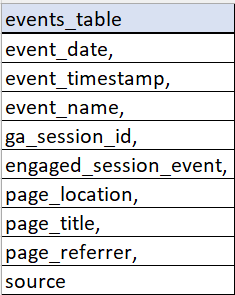 events_table
event_date,
event_timestamp,
event_name,
ga_session_id,
engaged_session_event,
page_location,
page_title,
page_referrer,
source